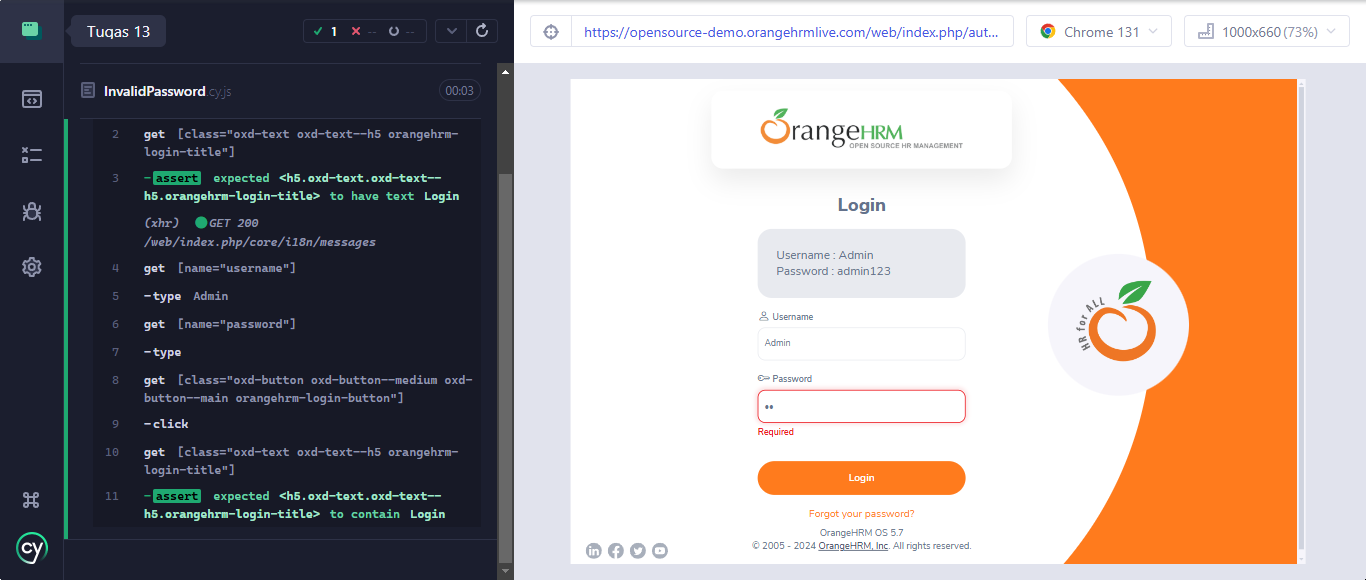 Tugas 13
1
--
--
InvalidPassword.cy.js
00:03
2 get [class="oxd-text oxd-text--h5 orangehrm-
login-title"]
3 -assert expected <h5.oxd-text.oxd-text--
h5.orangehrm-login-title> to have text Login
(xhr) GET 200
/web/index.php/core/i18n/messages
4 get [name="username"]
5 -type Admin
6 get [name="password"]
7 -type
8 get [class="oxd-button oxd-button--medium oxd-
button--main orangehrm-login-button"]
9 -click
10 get [class="oxd-text oxd-text--h5 orangehrm-
login-title"]
11 -assert expected <h5.oxd-text.oxd-text--
h5.orangehrm-login-title> to contain Login
cy
https://opensource-demo.orangehrmlive.com/web/index.php/aut...
Chrome 131
1000x660 (73%)
OrangeHRM
OPEN SOURCE HR MANAGEMENT
Login
Username : Admin
Password : admin123
Username
Admin
Password
Required
Login
Forgot your password?
OrangeHRM OS 5.7
© 2005 - 2024 OrangeHRM, Inc. All rights reserved.
HR for ALL